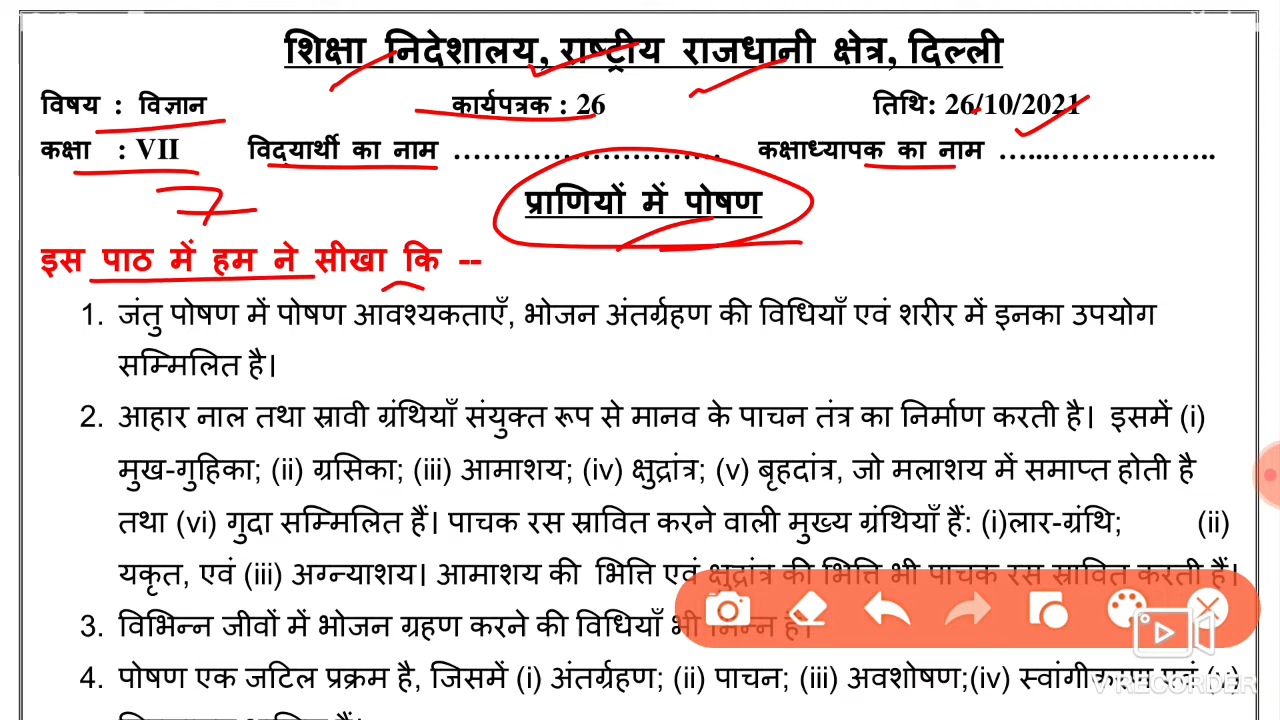 शिक्षा निदेशालय, राष्ट्रीय राजधानी क्षेत्र, दिल्ली
विषय : विज्ञान कार्यपत्रक : 26 तिथि: 26/10/2021
कक्षा : VII विद्यार्थी का नाम ……………………… कक्षाध्यापक का नाम …...……………..
7
प्राणियों में पोषण
इस पाठ में हम ने सीखा कि --
1. जंतु पोषण में पोषण आवश्यकताएँ, भोजन अंतर्ग्रहण की विधियाँ एवं शरीर में इनका उपयोग
सम्मिलित है।
2. आहार नाल तथा स्रावी ग्रंथियाँ संयुक्त रूप से मानव के पाचन तंत्र का निर्माण करती है। इसमें (i)
मुख-गुहिका; (ii) ग्रसिका; (iii) आमाशय; (iv) क्षुद्रांत्र; (v) बृहदांत्र, जो मलाशय में समाप्त होती है
तथा (vi) गुदा सम्मिलित हैं। पाचक रस स्रावित करने वाली मुख्य ग्रंथियाँ हैं: (i)लार-ग्रंथि; (ii)
यकृत, एवं (iii) अग्न्याशय। आमाशय की भित्ति एवं क्षुद्रांत्र की भित्ति भी पाचक रस स्रावित करती हैं।
3. विभिन्न जीवों में भोजन ग्रहण करने की विधियाँ भी भिन्न हैं।
4. पोषण एक जटिल प्रक्रम है, जिसमें (i) अंतर्ग्रहण; (ii) पाचन; (iii) अवशोषण;(iv) स्वांगीकरण एवं (v)
V RECORDER